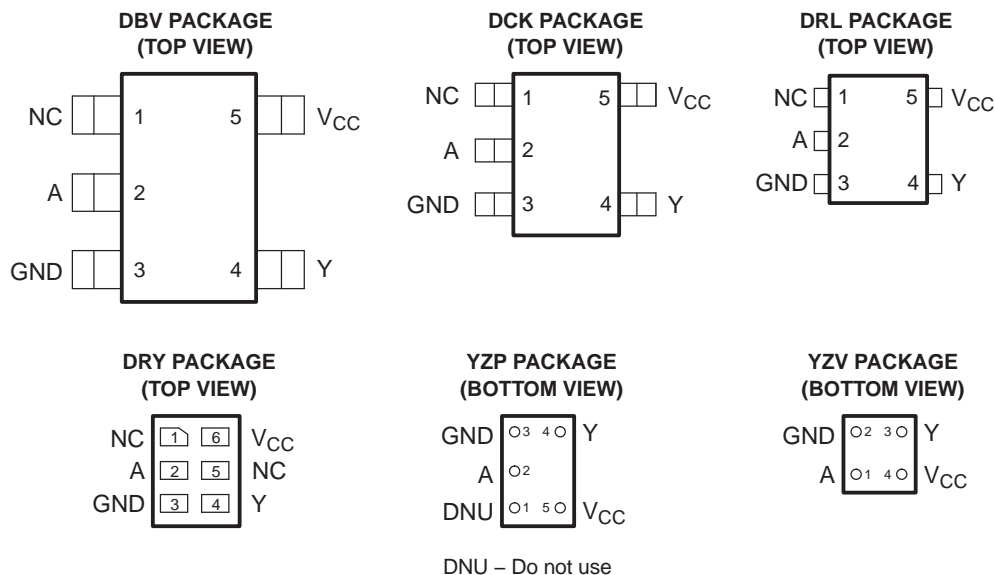 DBV PACKAGE
(TOP VIEW)
NC 1 5 VCC
A 2
GND 3 4 Y
DCK PACKAGE
(TOP VIEW)
NC 1 5 VCC
A 2
GND 3 4 Y
DRL PACKAGE
(TOP VIEW)
NC 1 5 VCC
A 2
GND 3 4 Y
DRY PACKAGE
(TOP VIEW)
NC 1 6 VCC
A 2 5 NC
GND 3 4 Y
YZP PACKAGE
(BOTTOM VIEW)
GND 3 4 Y
A 2
DNU 1 5 VCC
DNU – Do not use
YZV PACKAGE
(BOTTOM VIEW)
GND 2 3 Y
A 1 4 VCC